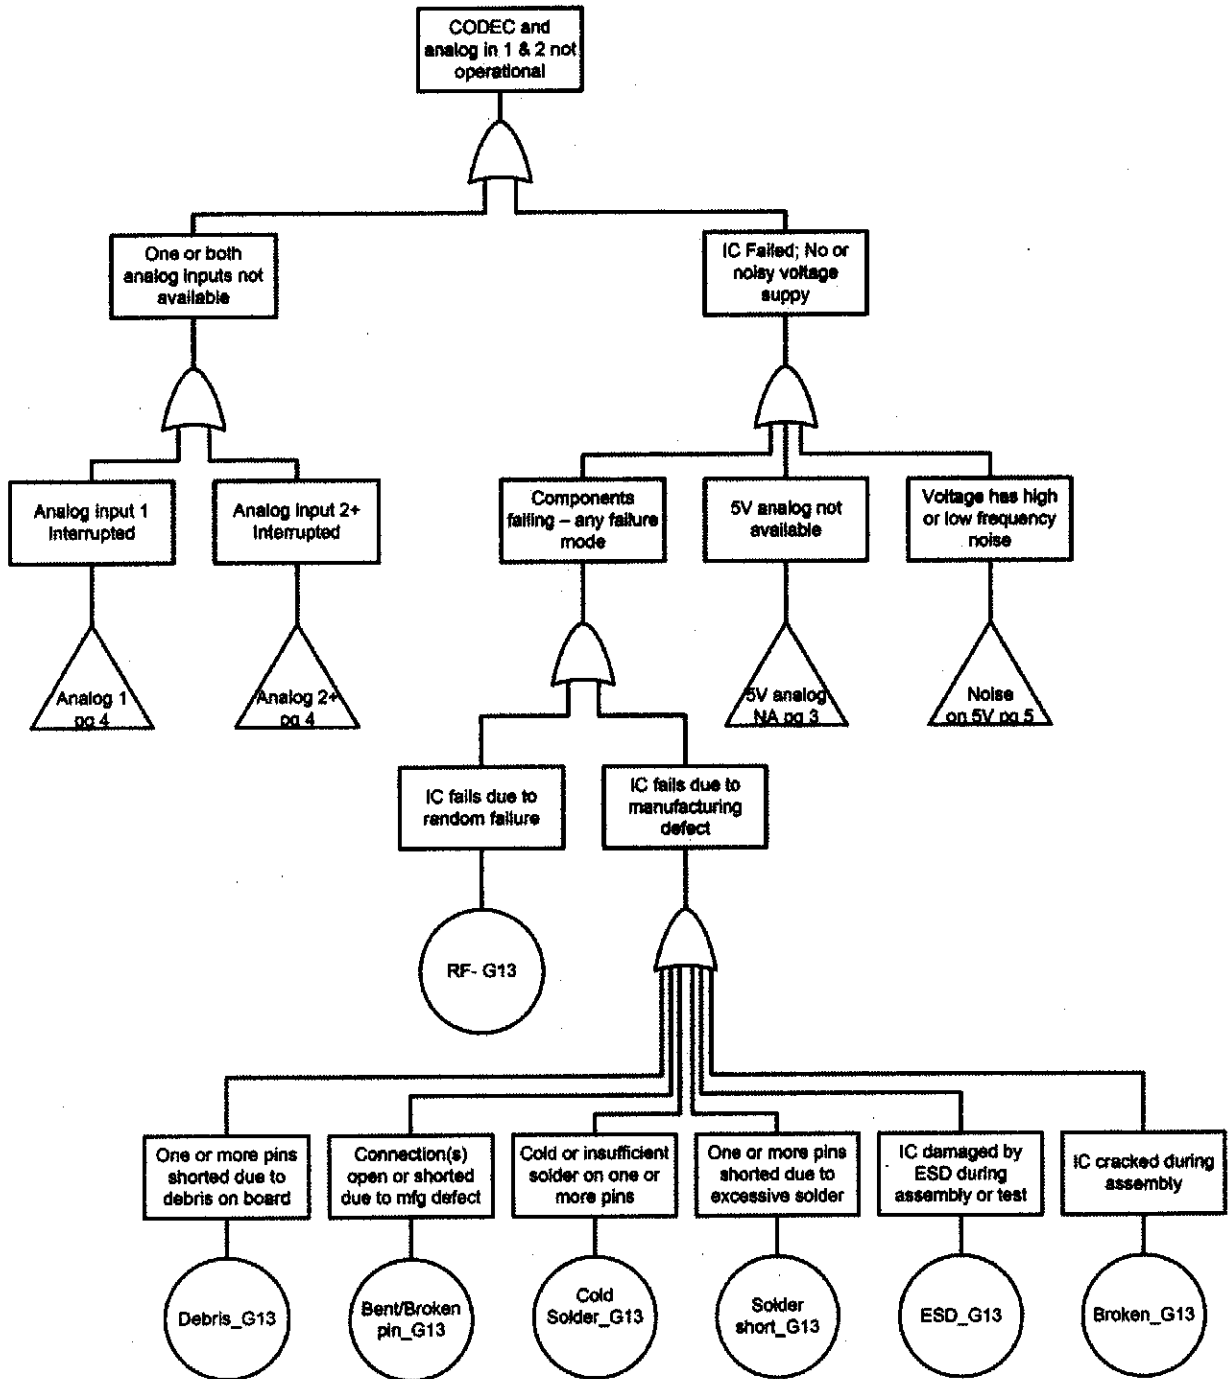 CODEC and
analog in 1 & 2 not
operational
One or both
analog inputs not
available
IC Failed; No or
noisy voltage
suppy
Analog input 1
Interrupted
Analog input 2+
Interrupted
Components
failing – any failure
mode
5V analog not
available
Voltage has high
or low frequency
noise
Analog 1
pg 4
Analog 2+
pg 4
5V analog
NA pg 3
Noise
on 5V pg 5
IC fails due to
random failure
IC fails due to
manufacturing
defect
RF- G13
One or more pins
shorted due to
debris on board
Connection(s)
open or shorted
due to mfg defect
Cold or insufficient
solder on one or
more pins
One or more pins
shorted due to
excessive solder
IC damaged by
ESD during
assembly or test
IC cracked during
assembly
Debris_G13
Bent/Broken
pin_G13
Cold
Solder_G13
Solder
short_G13
ESD_G13
Broken_G13